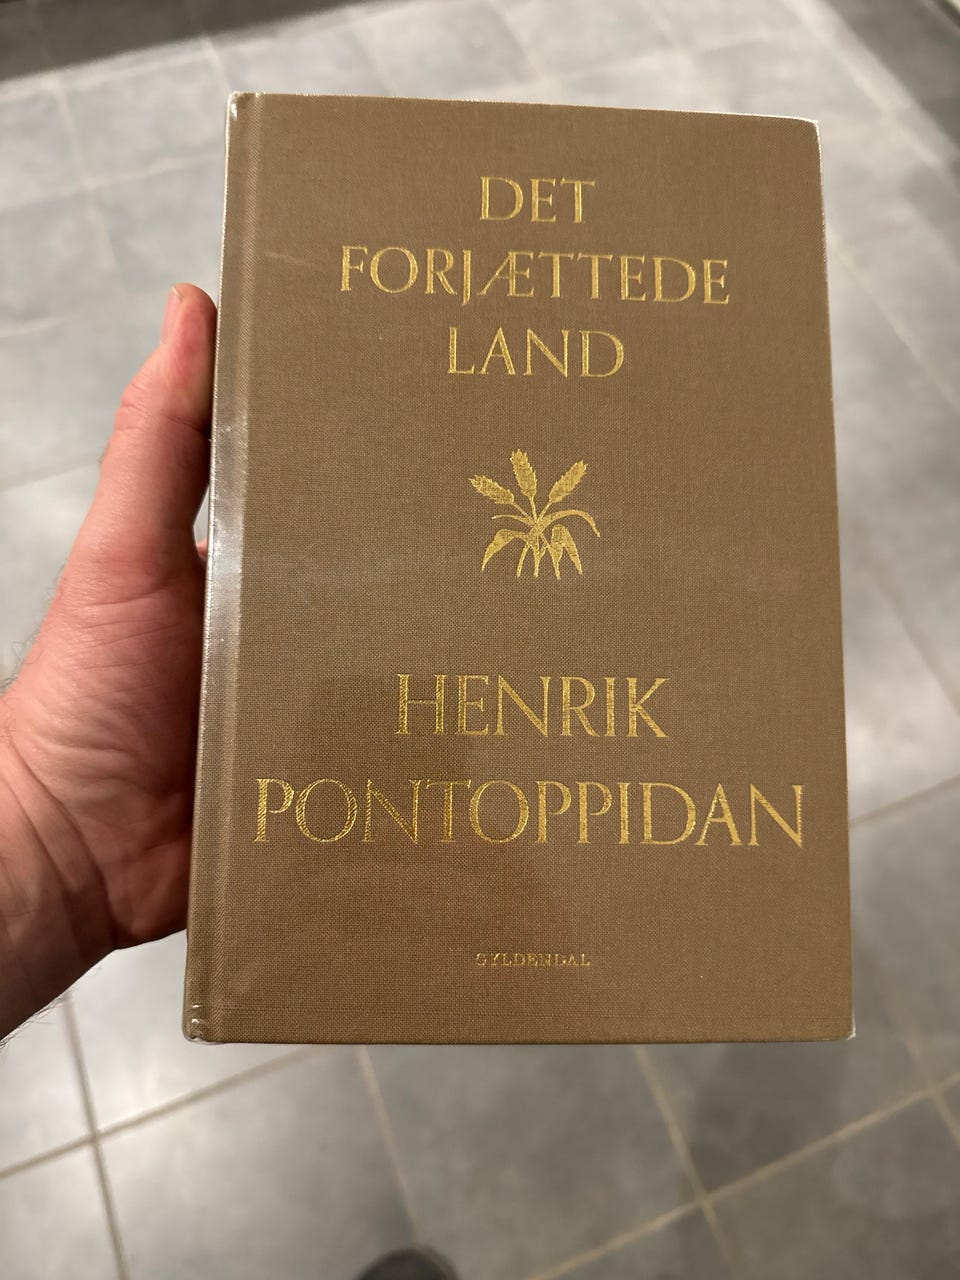 DET
FORJÆTTEDE
LAND
HENRIK
PONTOPPIDAN
GYLDENDAL